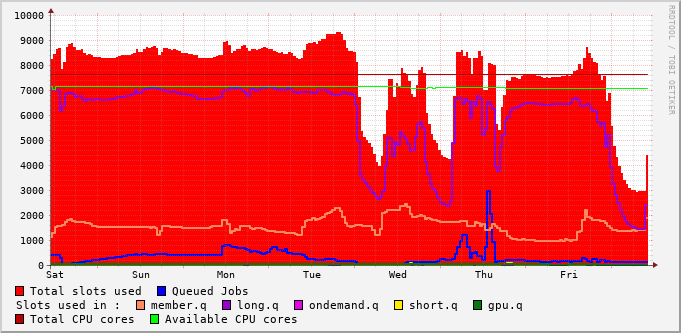 10000
9000
8000
7000
6000
5000
4000
3000
2000
1000
0
Sat Sun Mon Tue Wed Thu Fri
RRDTOOL / TOBI OETIKER
Total slots used Queued Jobs
Slots used in : member.q long.q ondemand.q short.q gpu.q
Total CPU cores Available CPU cores